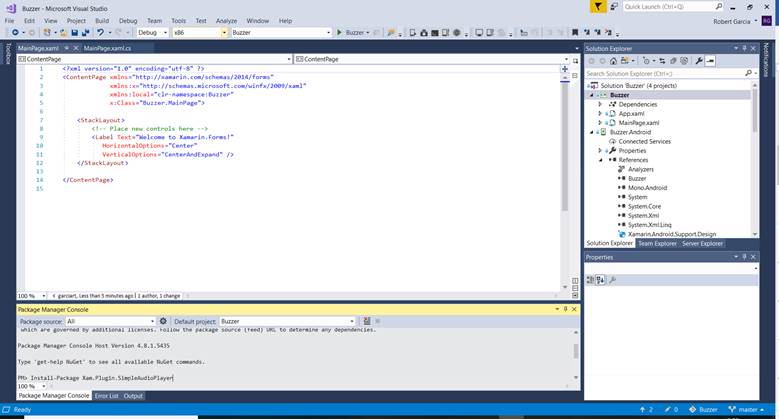 Buzzer - Microsoft Visual Studio
Quick Launch (Ctrl+Q)
File Edit View Project Build Debug Team Tools Test Analyze Window Help
Robert Garcia RG
Debug x86 Buzzer Buzzer
Toolbox
MainPage.xaml MainPage.xaml.cs
ContentPage ContentPage
1 <?xml version="1.0" encoding="utf-8" ?>
2 <ContentPage xmlns="http://xamarin.com/schemas/2014/forms"
3 xmlns:x="http://schemas.microsoft.com/winfx/2009/xaml"
4 xmlns:local="clr-namespace:Buzzer"
5 x:Class="Buzzer.MainPage">
6
7 <StackLayout>
8 <!-- Place new controls here -->
9 <Label Text="Welcome to Xamarin.Forms!"
10 HorizontalOptions="Center"
11 VerticalOptions="CenterAndExpand" />
12 </StackLayout>
13
14 </ContentPage>
15
100 % garciart, Less than 5 minutes ago | 1 author, 1 change
Package Manager Console
Package source: All Default project: Buzzer
which are governed by additional licenses. Follow the package source (feed) URL to determine any dependencies.
Package Manager Console Host Version 4.8.1.5435
Type 'get-help NuGet' to see all available NuGet commands.
PM> Install-Package Xam.Plugin.SimpleAudioPlayer
100 %
Package Manager Console Error List Output
Solution Explorer
Search Solution Explorer (Ctrl+;)
Solution 'Buzzer' (4 projects)
Buzzer
Dependencies
App.xaml
MainPage.xaml
Buzzer.Android
Connected Services
Properties
References
Analyzers
Buzzer
Mono.Android
System
System.Core
System.Xml
System.Xml.Linq
Xamarin.Android.Support.Design
Solution Explorer Team Explorer Server Explorer
Properties
Notifications
Ready 2 0 Buzzer master